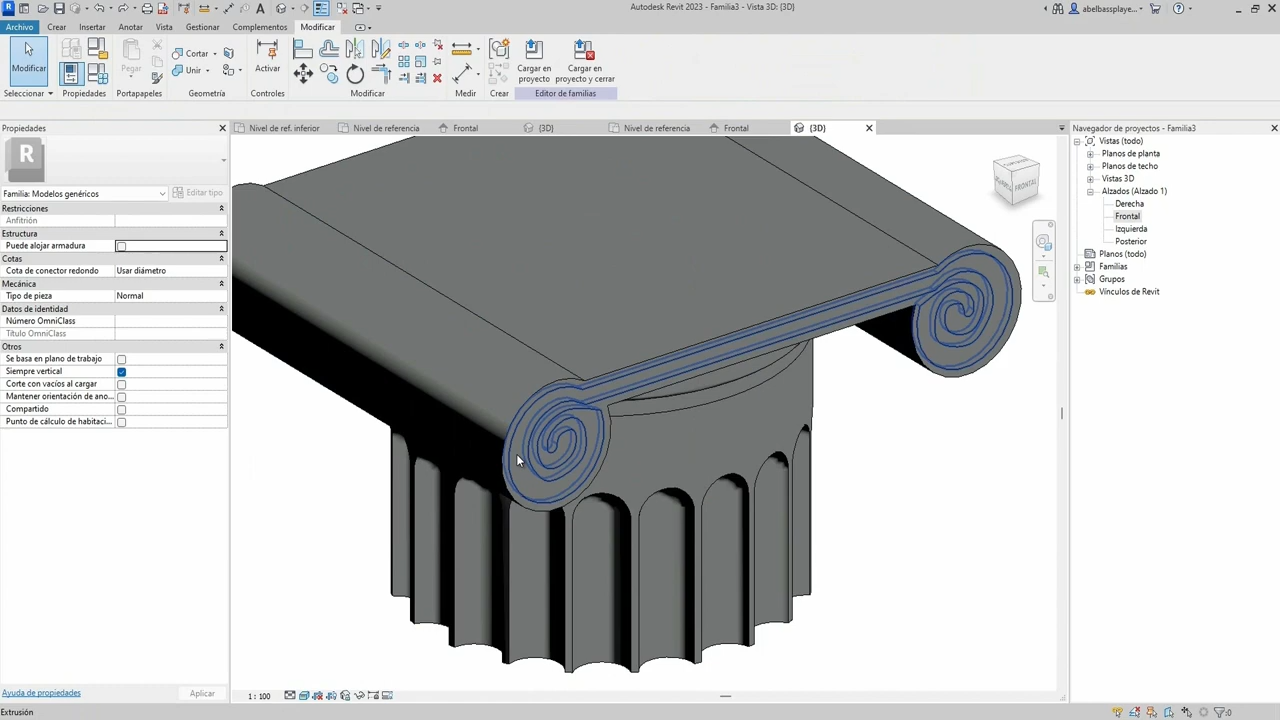 Autodesk Revit 2023 - Familia3 - Vista 3D: {3D}
abelbassplaye...
Archivo Crear Insertar Anotar Vista Gestionar Complementos Modificar
Modificar
Pegar
Cortar
Unir
Activar
Cargar en proyecto
Cargar en proyecto y cerrar
Seleccionar Propiedades Portapapeles Geometría Controles Modificar Medir Crear Editor de familias
Propiedades
Nivel de ref. inferior Nivel de referencia Frontal {3D} Nivel de referencia Frontal {3D}
Navegador de proyectos - Familia3
R
Familia: Modelos genéricos Editar tipo
Restricciones
Anfitrión
Estructura
Puede alojar armadura
Cotas
Cota de conector redondo Usar diámetro
Mecánica
Tipo de pieza Normal
Datos de identidad
Número OmniClass
Título OmniClass
Otros
Se basa en plano de trabajo
Siempre vertical
Corte con vacíos al cargar
Mantener orientación de ano...
Compartido
Punto de cálculo de habitaci...
FRONTAL
Vistas (todo)
Planos de planta
Planos de techo
Vistas 3D
Alzados (Alzado 1)
Derecha
Frontal
Izquierda
Posterior
Planos (todo)
Familias
Grupos
Vínculos de Revit
Ayuda de propiedades Aplicar
1 : 100
Extrusión
:0